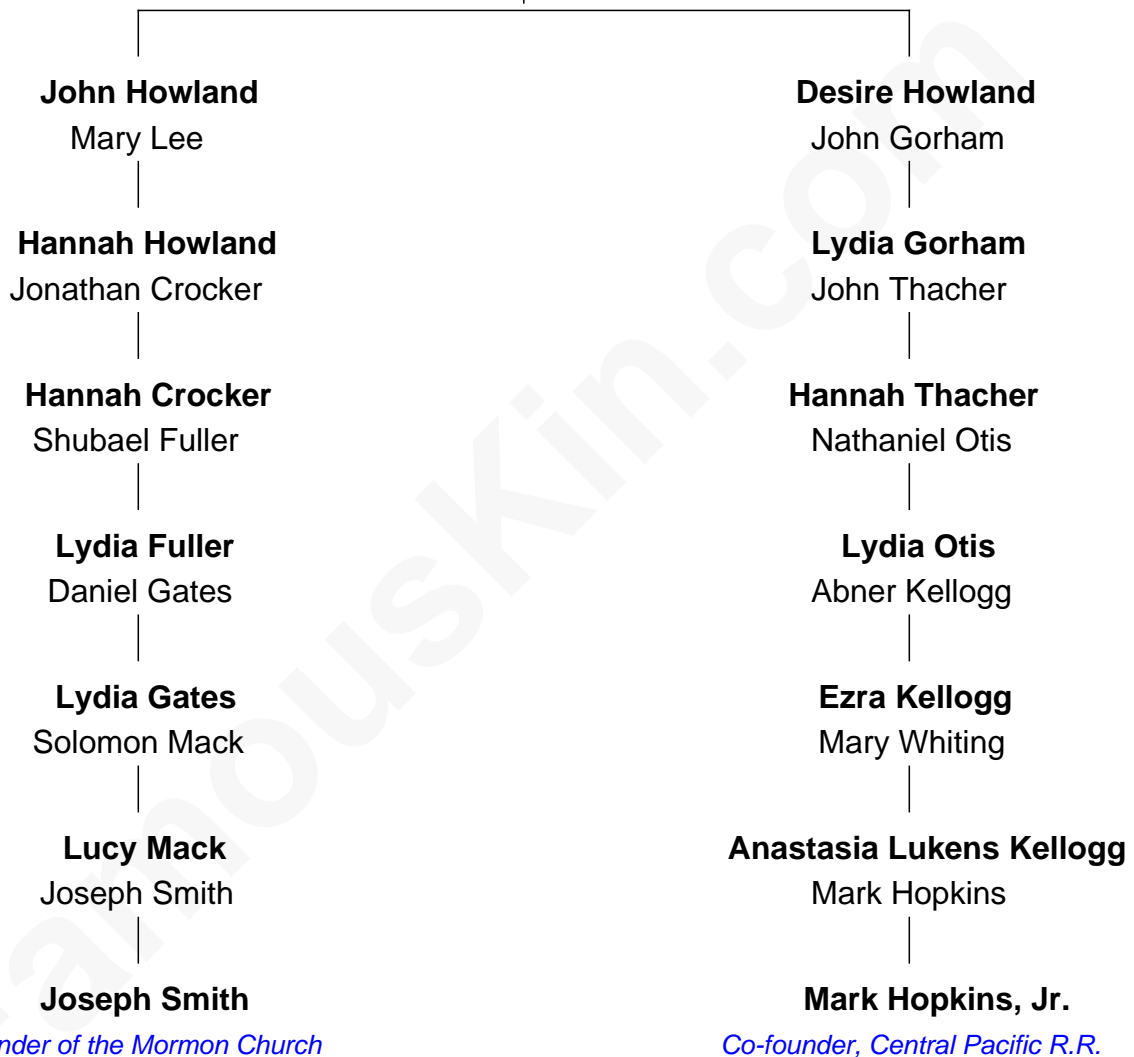 John Howland
Mary Lee
Desire Howland
John Gorham
Hannah Howland
Jonathan Crocker
Lydia Gorham
John Thacher
Hannah Crocker
Shubael Fuller
Hannah Thacher
Nathaniel Otis
Lydia Fuller
Daniel Gates
Lydia Otis
Abner Kellogg
Lydia Gates
Solomon Mack
Ezra Kellogg
Mary Whiting
Lucy Mack
Joseph Smith
Anastasia Lukens Kellogg
Mark Hopkins
Joseph Smith
nder of the Mormon Church
Mark Hopkins, Jr.
Co-founder, Central Pacific R.R.
amouskin.com